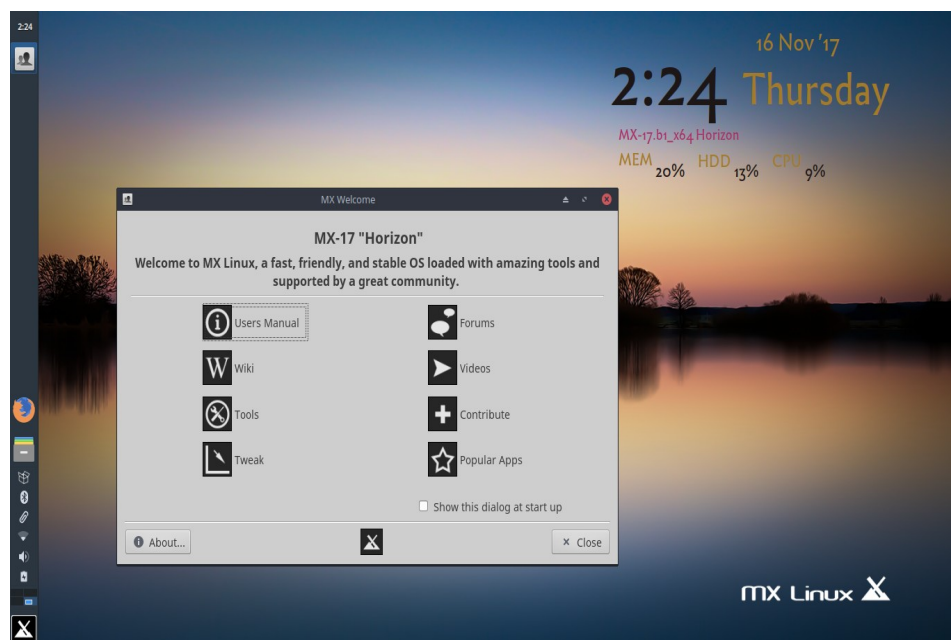 2:24
16 Nov '17
2:24 Thursday
MX-17.b1_x64 Horizon
MEM 20% HDD 13% CPU 9%
MX Welcome
MX-17 "Horizon"
Welcome to MX Linux, a fast, friendly, and stable OS loaded with amazing tools and
supported by a great community.
Users Manual
Forums
Wiki
Videos
Tools
Contribute
Tweak
Popular Apps
Show this dialog at start up
About...
Close
MX Linux